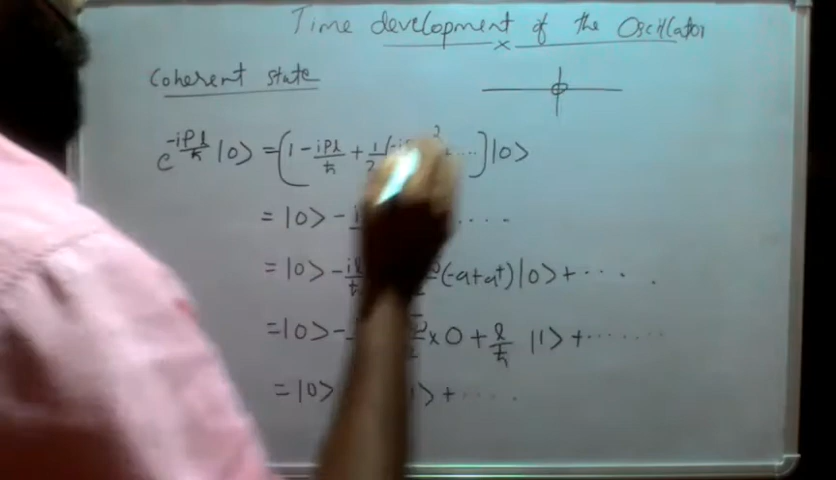 Time development of the Oscillator
x
Coherent state
e^{-iPl/ħ} |0> = (1 - iPl/ħ + 1/2 (-i 2 + ...] |0>
= |0> - i ....
= |0> - il (-a+a†) |0> + ....
= |0> - × 0 + l/ħ |1> + ......
= |0> > + ....